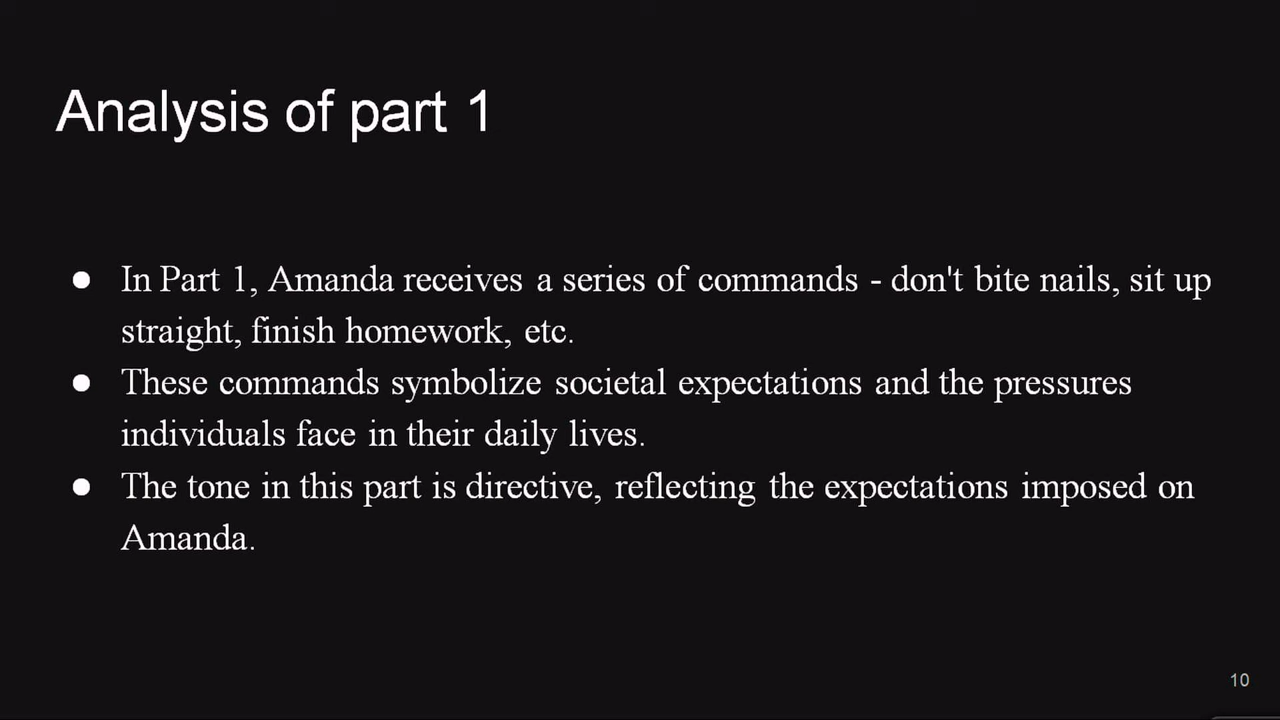 Analysis of part 1
● In Part 1, Amanda receives a series of commands - don't bite nails, sit up
straight, finish homework, etc.
● These commands symbolize societal expectations and the pressures
individuals face in their daily lives.
● The tone in this part is directive, reflecting the expectations imposed on
Amanda.
10